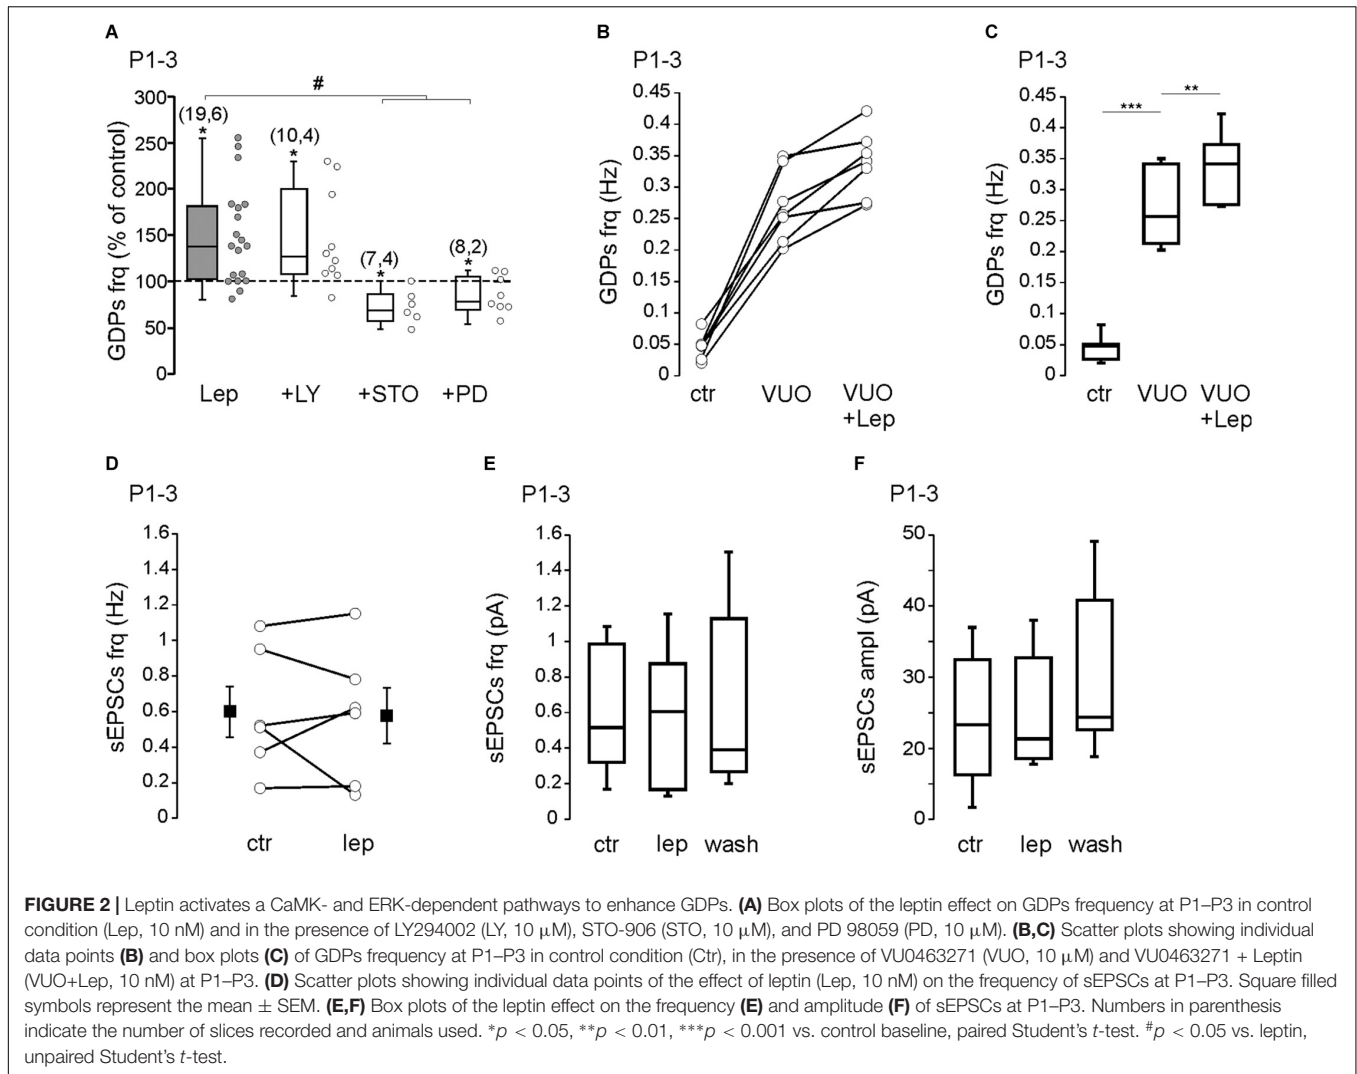 A
P1-3
#
GDPs frq (% of control)
300
250
200
150
100
50
0
(19,6)
*
(10,4)
*
(7,4)
*
(8,2)
*
Lep
+LY
+STO
+PD
B
P1-3
GDPs frq (Hz)
0.45
0.4
0.35
0.3
0.25
0.2
0.15
0.1
0.05
0
ctr
VUO
VUO
+Lep
C
P1-3
GDPs frq (Hz)
0.45
0.4
0.35
0.3
0.25
0.2
0.15
0.1
0.05
0
***
**
ctr
VUO
VUO
+Lep
D
P1-3
sEPSCs frq (Hz)
1.6
1.4
1.2
1
0.8
0.6
0.4
0.2
0
ctr
lep
E
P1-3
sEPSCs frq (pA)
1.6
1.4
1.2
1
0.8
0.6
0.4
0.2
0
ctr
lep
wash
F
P1-3
sEPSCs ampl (pA)
50
40
30
20
0
ctr
lep
wash
FIGURE 2 | Leptin activates a CaMK- and ERK-dependent pathways to enhance GDPs. (A) Box plots of the leptin effect on GDPs frequency at P1–P3 in control
condition (Lep, 10 nM) and in the presence of LY294002 (LY, 10 μM), STO-906 (STO, 10 μM), and PD 98059 (PD, 10 μM). (B,C) Scatter plots showing individual
data points (B) and box plots (C) of GDPs frequency at P1–P3 in control condition (Ctr), in the presence of VU0463271 (VUO, 10 μM) and VU0463271 + Leptin
(VUO+Lep, 10 nM) at P1–P3. (D) Scatter plots showing individual data points of the effect of leptin (Lep, 10 nM) on the frequency of sEPSCs at P1–P3. Square filled
symbols represent the mean ± SEM. (E,F) Box plots of the leptin effect on the frequency (E) and amplitude (F) of sEPSCs at P1–P3. Numbers in parenthesis
indicate the number of slices recorded and animals used. *p < 0.05, **p < 0.01, ***p < 0.001 vs. control baseline, paired Student's t-test. #p < 0.05 vs. leptin,
unpaired Student's t-test.